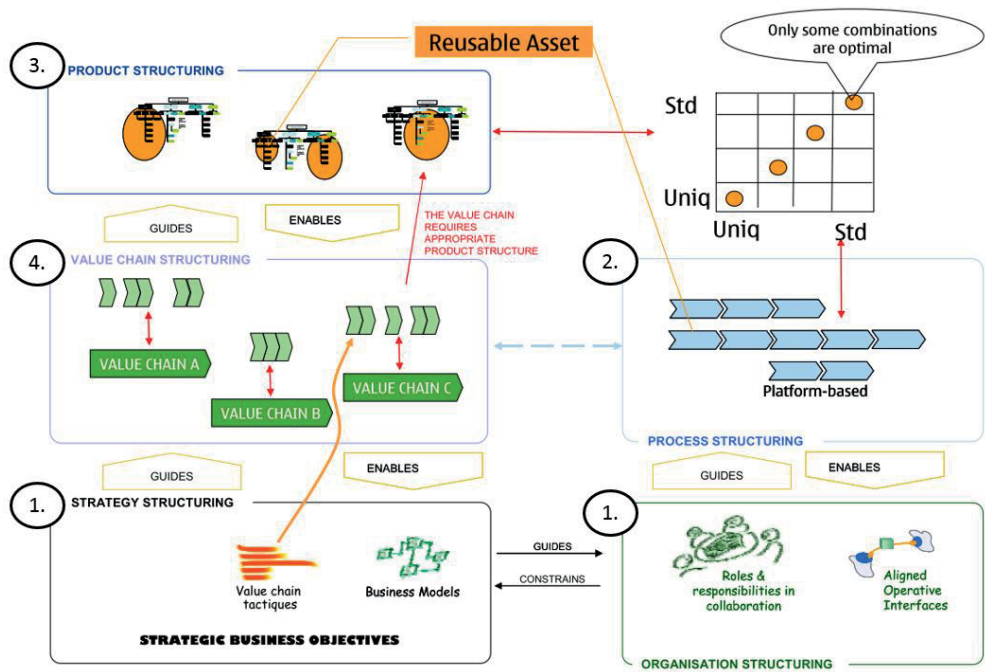 Only some combinations
are optimal
Reusable Asset
3.
PRODUCT STRUCTURING
Std
Uniq
Uniq
Std
GUIDES
ENABLES
THE VALUE CHAIN
REQUIRES
APPROPRIATE
PRODUCT STRUCTURE
4.
VALUE CHAIN STRUCTURING
VALUE CHAIN A
VALUE CHAIN B
VALUE CHAIN C
2.
Platform-based
PROCESS STRUCTURING
GUIDES
ENABLES
GUIDES
ENABLES
1.
STRATEGY STRUCTURING
Value chain
tactiques
Business Models
STRATEGIC BUSINESS OBJECTIVES
GUIDES
CONSTRAINS
1.
Roles &
responsibilities in
collaboration
Aligned
Operative
Interfaces
ORGANISATION STRUCTURING